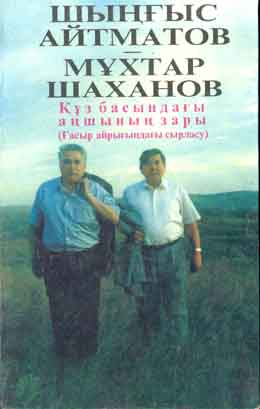 ШЫҢҒЫС
АЙТМАТОВ
МҰХТАР
ШАХАНОВ
Құз басындағы
аңшының зары
(Ғасыр айрығындағы сырласу)